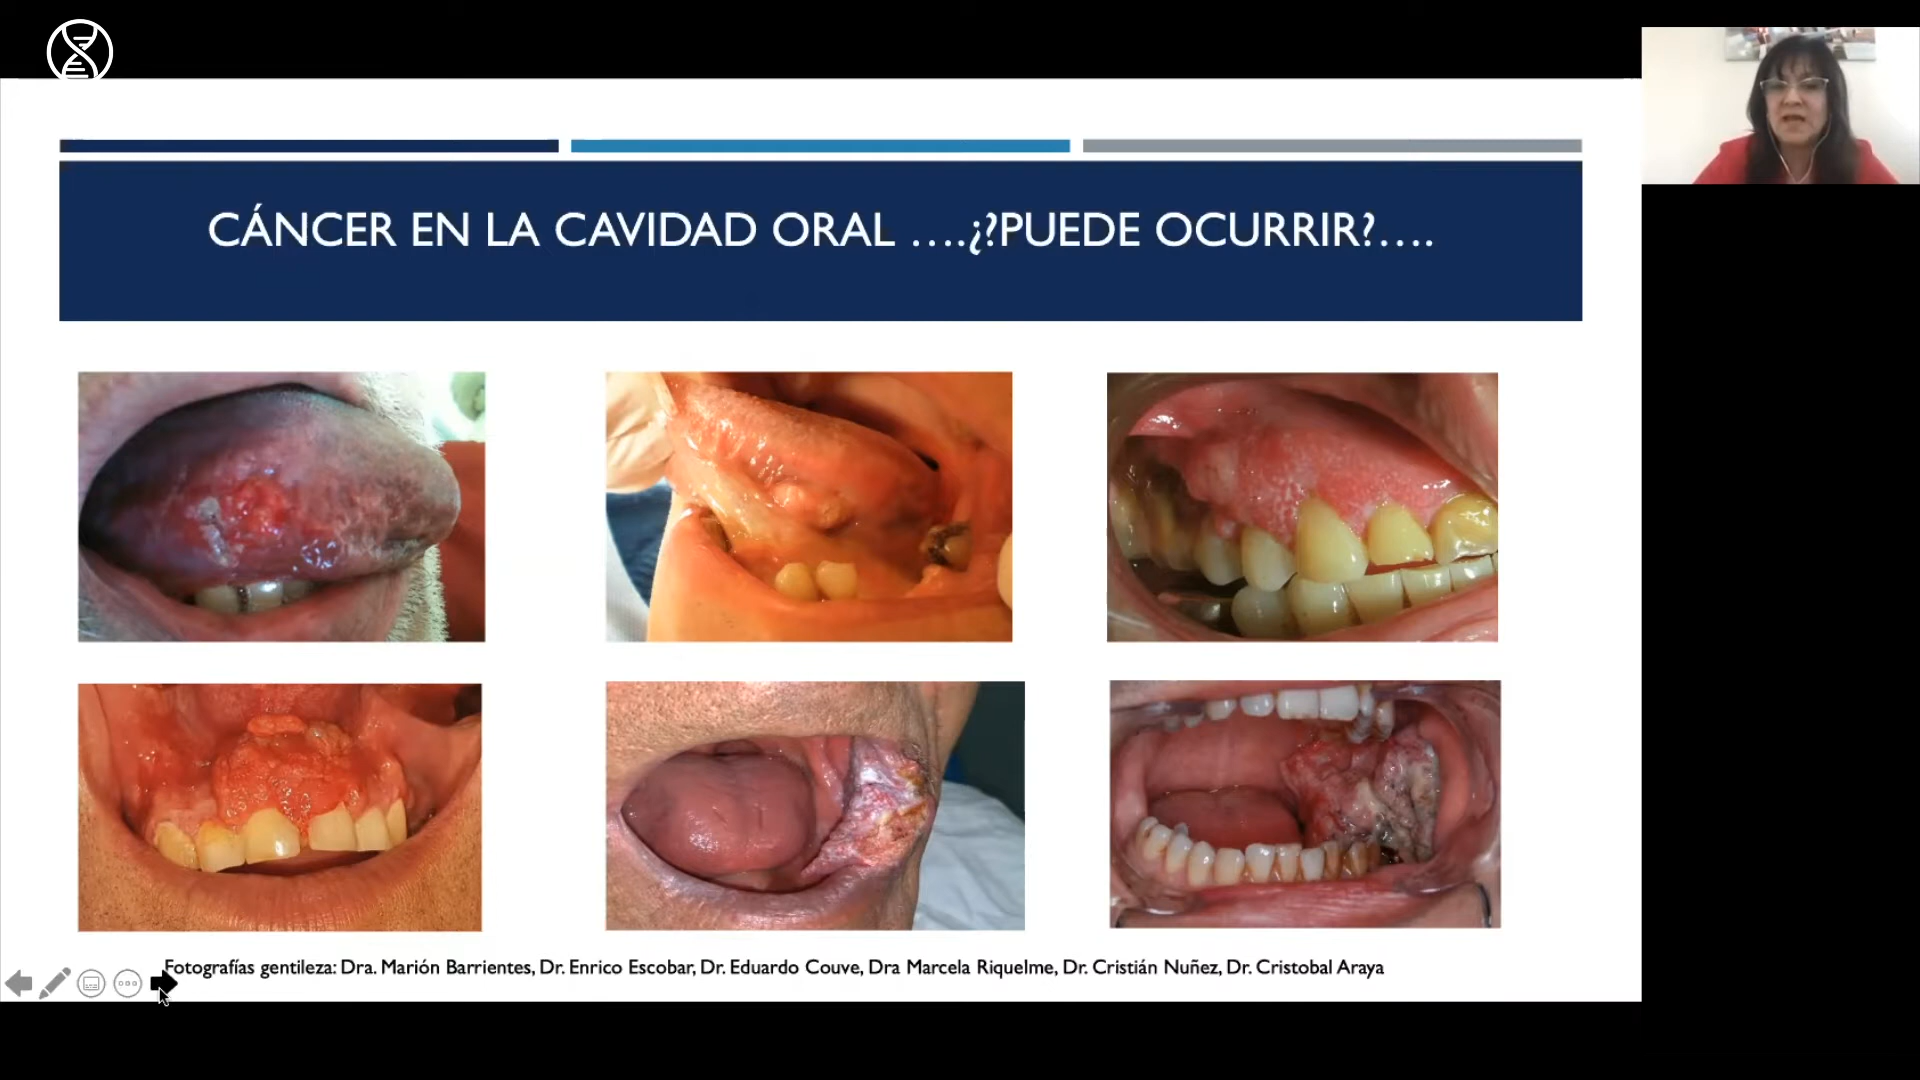 CÁNCER EN LA CAVIDAD ORAL ....¿?PUEDE OCURRIR?....
Fotografías gentileza: Dra. Marión Barrientes, Dr. Enrico Escobar, Dr. Eduardo Couve, Dra Marcela Riquelme, Dr. Cristián Nuñez, Dr. Cristobal Araya